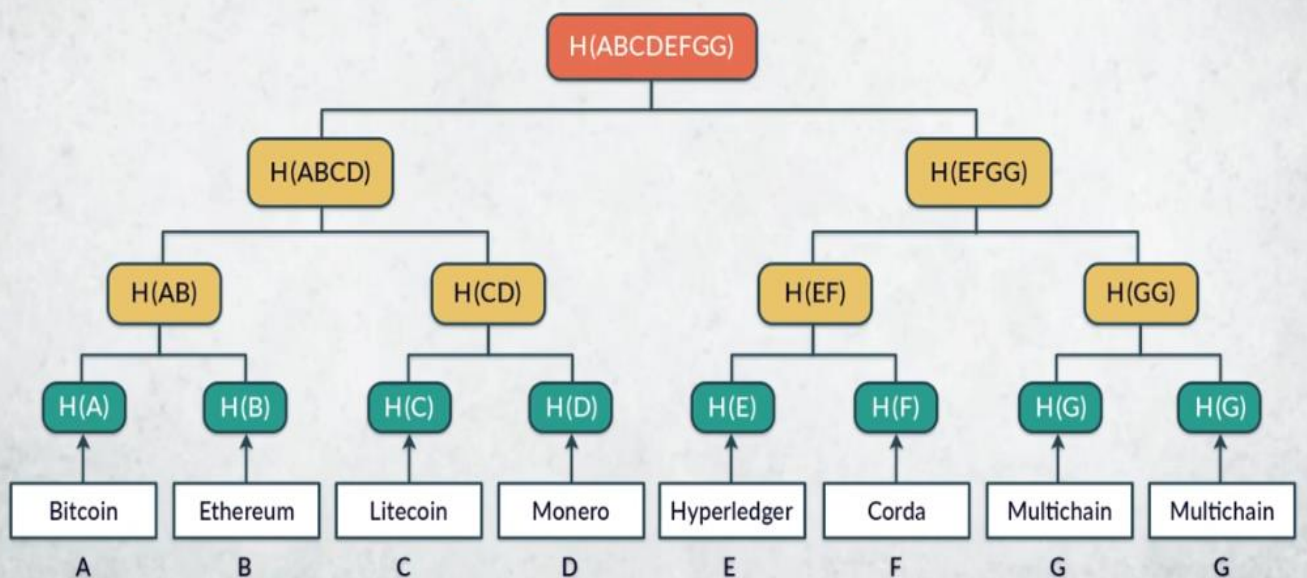 H(ABCDEFGG)
H(ABCD) H(EFGG)
H(AB) H(CD) H(EF) H(GG)
H(A) H(B) H(C) H(D) H(E) H(F) H(G) H(G)
Bitcoin Ethereum Litecoin Monero Hyperledger Corda Multichain Multichain
A B C D E F G G